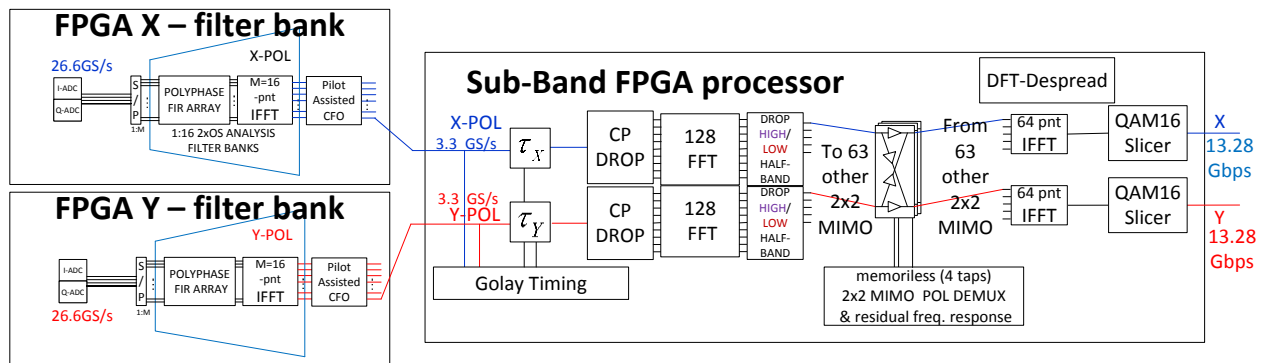 FPGA X – filter bank
X-POL
26.6GS/s
I-ADC
Q-ADC
S
/
P
1:M
POLYPHASE
FIR ARRAY
M=16
-pnt
IFFT
Pilot
Assisted
CFO
1:16 2xOS ANALYSIS
FILTER BANKS
FPGA Y – filter bank
Y-POL
I-ADC
Q-ADC
26.6GS/s
S
/
P
1:M
POLYPHASE
FIR ARRAY
M=16
-pnt
IFFT
Pilot
Assisted
CFO
Sub-Band FPGA processor
DFT-Despread
X-POL
3.3 GS/s
τX
CP
DROP
128
FFT
DROP
HIGH/
LOW
HALF-
BAND
3.3 GS/s
Y-POL
τY
CP
DROP
128
FFT
DROP
HIGH/
LOW
HALF-
BAND
Golay Timing
To 63
other
2x2
MIMO
From
63
other
2x2
MIMO
memoriless (4 taps)
2x2 MIMO POL DEMUX
& residual freq. response
64 pnt
IFFT
QAM16
Slicer
X
13.28
Gbps
64 pnt
IFFT
QAM16
Slicer
Y
13.28
Gbps